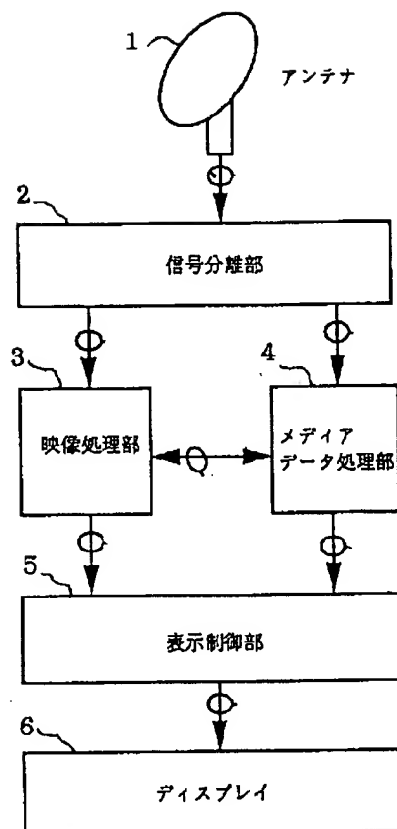 1
アンテナ
2
信号分離部
3
映像処理部
4
メディア
データ処理部
5
表示制御部
6
ディスプレイ